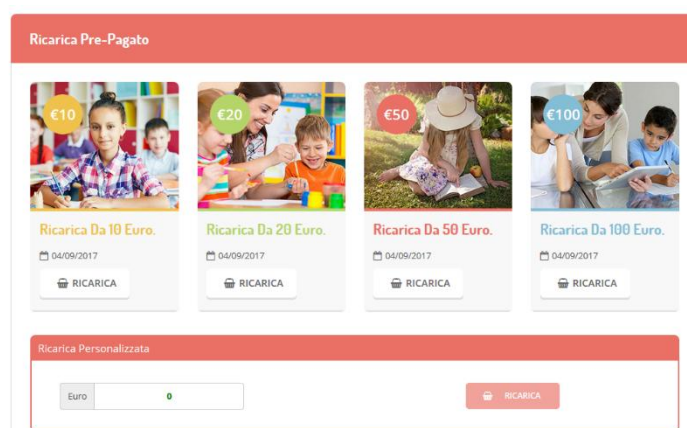 Ricarica Pre-Pagato
€10
€20
€50
€100
Ricarica Da 10 Euro.
Ricarica Da 20 Euro.
Ricarica Da 50 Euro.
Ricarica Da 100 Euro.
04/09/2017
04/09/2017
04/09/2017
04/09/2017
RICARICA
RICARICA
RICARICA
RICARICA
Ricarica Personalizzata
Euro 0 RICARICA